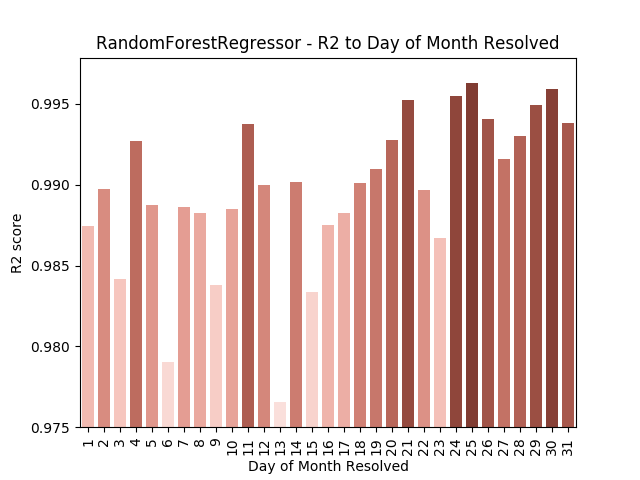 RandomForestRegressor - R2 to Day of Month Resolved
0.995
0.990
0.985
0.980
0.975
R2 score
1 2 3 4 5 6 7 8 9 10 11 12 13 14 15 16 17 18 19 20 21 22 23 24 25 26 27 28 29 30 31
Day of Month Resolved